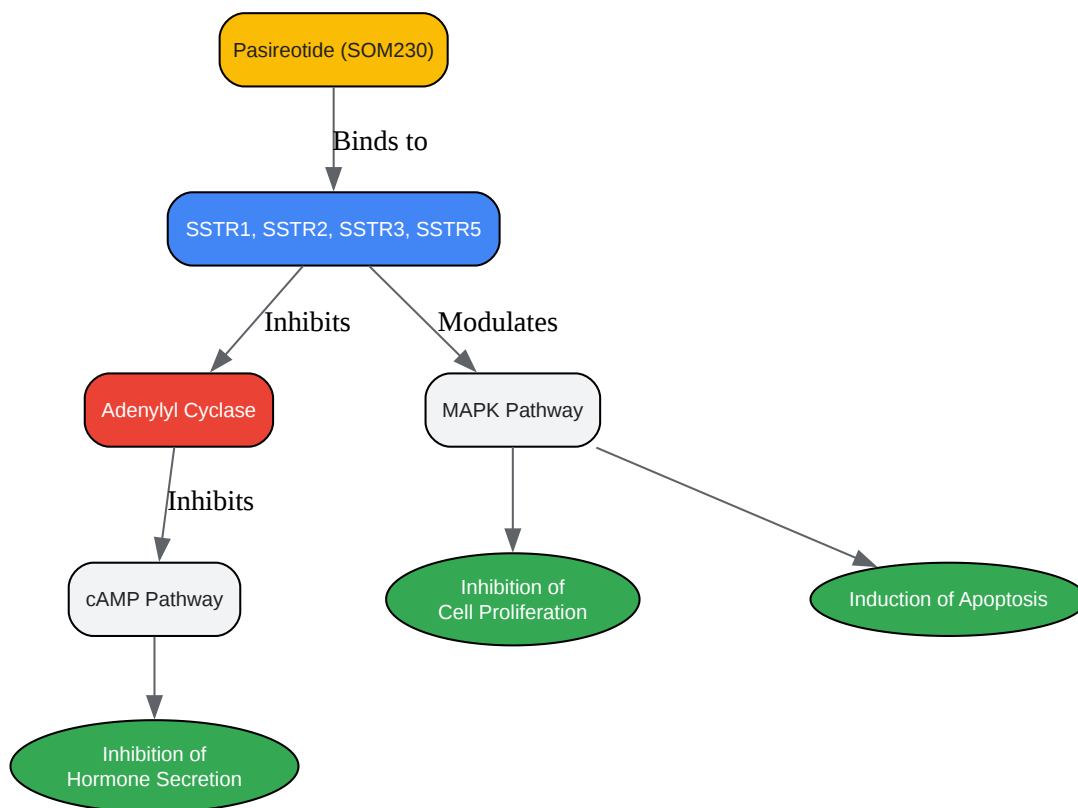 Pasireotide (SOM230)
Binds to
SSTR1, SSTR2, SSTR3, SSTR5
Inhibits
Modulates
Adenylyl Cyclase
MAPK Pathway
Inhibits
cAMP Pathway
Inhibition of
Cell Proliferation
Induction of Apoptosis
Inhibition of
Hormone Secretion